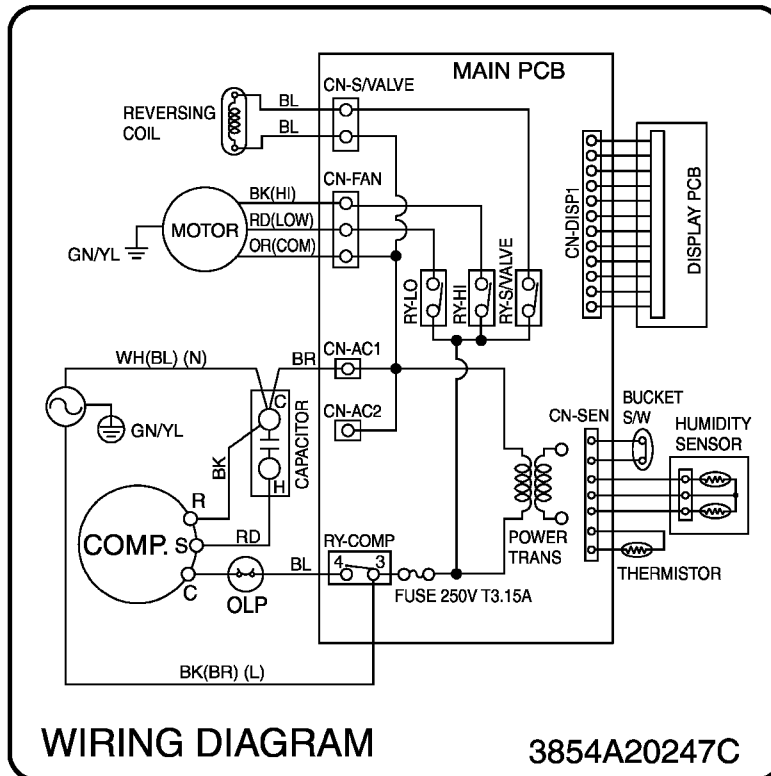 MAIN PCB
CN-S/VALVE
BL
REVERSING
COIL
BL
CN-FAN
BK(HI)
RD(LOW)
MOTOR
OR(COM)
GN/YL
CN-DISP1
DISPLAY PCB
RY-LO
RY-HI
RY-S/VALVE
WH(BL) (N)
BR
CN-AC1
C
CN-AC2
GN/YL
CAPACITOR
BK
H
CN-SEN
BUCKET
S/W
HUMIDITY
SENSOR
R
COMP.
S
RD
RY-COMP
POWER
TRANS
C
BL
4 3
THERMISTOR
OLP
FUSE 250V T3.15A
BK(BR) (L)
WIRING DIAGRAM
3854A20247C